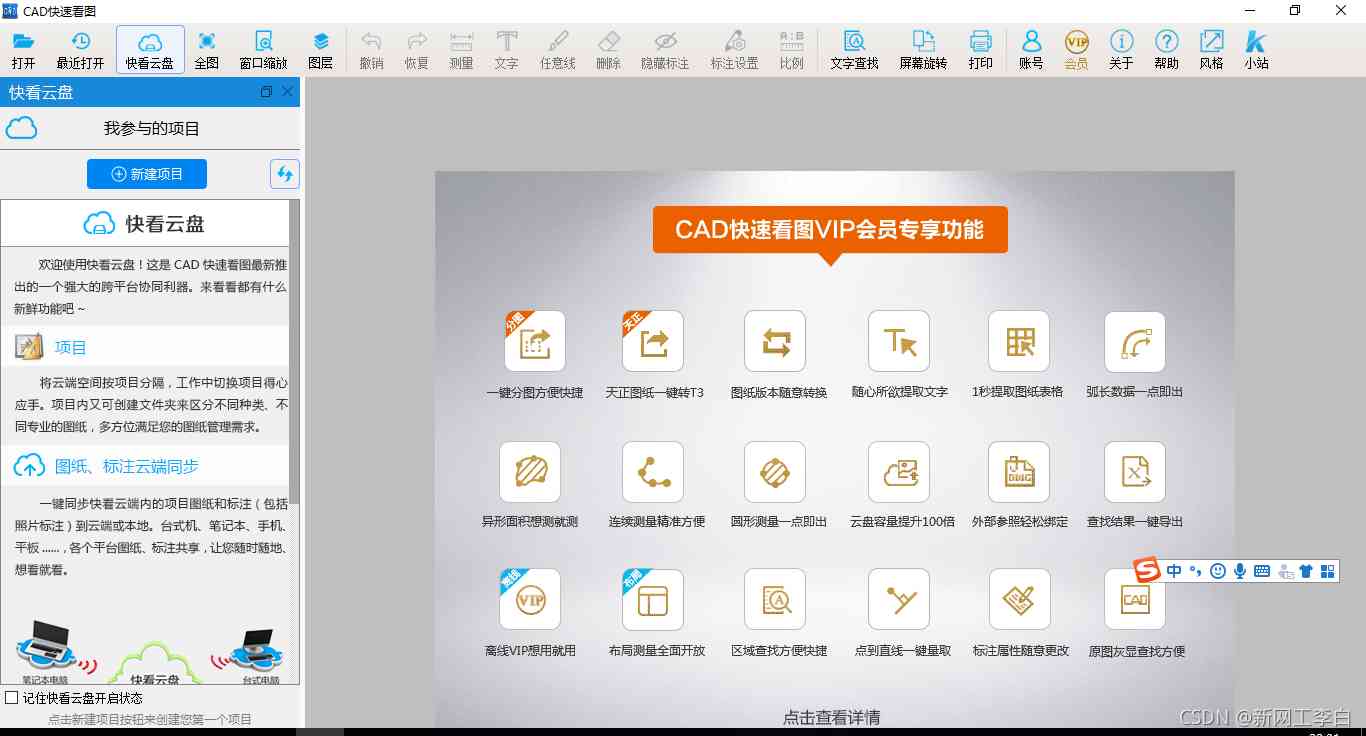 CAD快速看图
打开 最近打开 快看云盘 全图 窗口缩放 图层 撤销 恢复 测量 文字 任意线 删除 隐藏标注 标注设置 比例 文字查找 屏幕旋转 打印 账号 会员 关于 帮助 风格 小站
快看云盘
我参与的项目
新建项目
快看云盘
欢迎使用快看云盘！这是 CAD 快速看图最新推
出的一个强大的跨平台协同利器。来看看都有什么
新鲜功能吧 ~
项目
将云端空间按项目分隔，工作中切换项目得心
应手。项目内又可创建文件夹来区分不同种类、不
同专业的图纸，多方位满足您的图纸管理需求。
图纸、标注云端同步
一键同步快看云端内的项目图纸和标注（包括
照片标注）到云端或本地。台式机、笔记本、手机、
平板 ......，各个平台图纸、标注共享，让您随时随地、
想看就看。
笔记本电脑 快看云盘 台式电脑
记住快看云盘开启状态
点击新建项目按钮来创建您第一个项目
CAD快速看图VIP会员专享功能
分图 天正
一键分图方便快捷 天正图纸一键转T3 图纸版本随意转换 随心所欲提取文字 1秒提取图纸表格 弧长数据一点即出
DWG X
异形面积想测就测 连续测量精准方便 圆形测量一点即出 云盘容量提升100倍 外部参照轻松绑定 查找结果一键导出
离线 VIP 布局 A CAD
离线VIP想用就用 布局测量全面开放 区域查找方便快捷 点到直线一键量取 标注属性随意更改 原图灰显查找方便
中
点击查看详情
CSDN @新网工李白